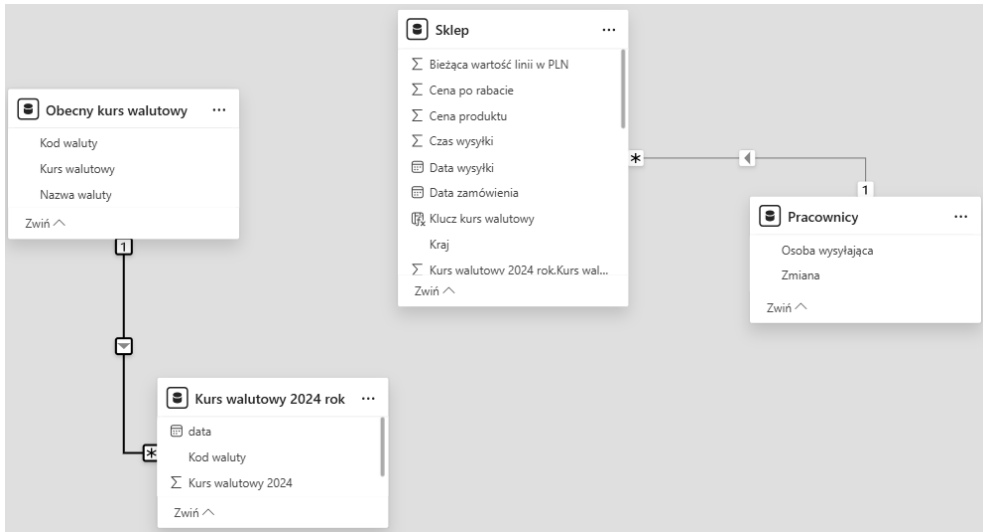 Sklep
Bieżąca wartość linii w PLN
Cena po rabacie
Cena produktu
Czas wysyłki
Data wysyłki
Data zamówienia
Klucz kurs walutowy
Kraj
Kurs walutowy 2024 rok.Kurs wal...
Zwiń
Obecny kurs walutowy
Kod waluty
Kurs walutowy
Nazwa waluty
Zwiń
1
*
1
Pracownicy
Osoba wysyłająca
Zmiana
Zwiń
*
Kurs walutowy 2024 rok
data
Kod waluty
Kurs walutowy 2024
Zwiń